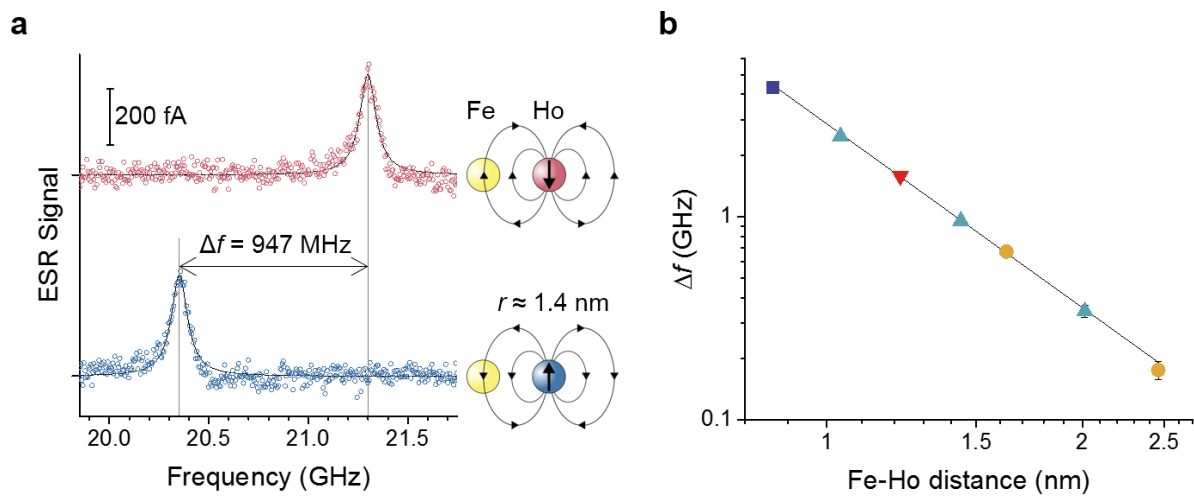 a
200 fA
Fe Ho
Δf = 947 MHz
r ≈ 1.4 nm
ESR Signal
20.0 20.5 21.0 21.5
Frequency (GHz)
b
1
0.1
Δf (GHz)
1 1.5 2 2.5
Fe-Ho distance (nm)